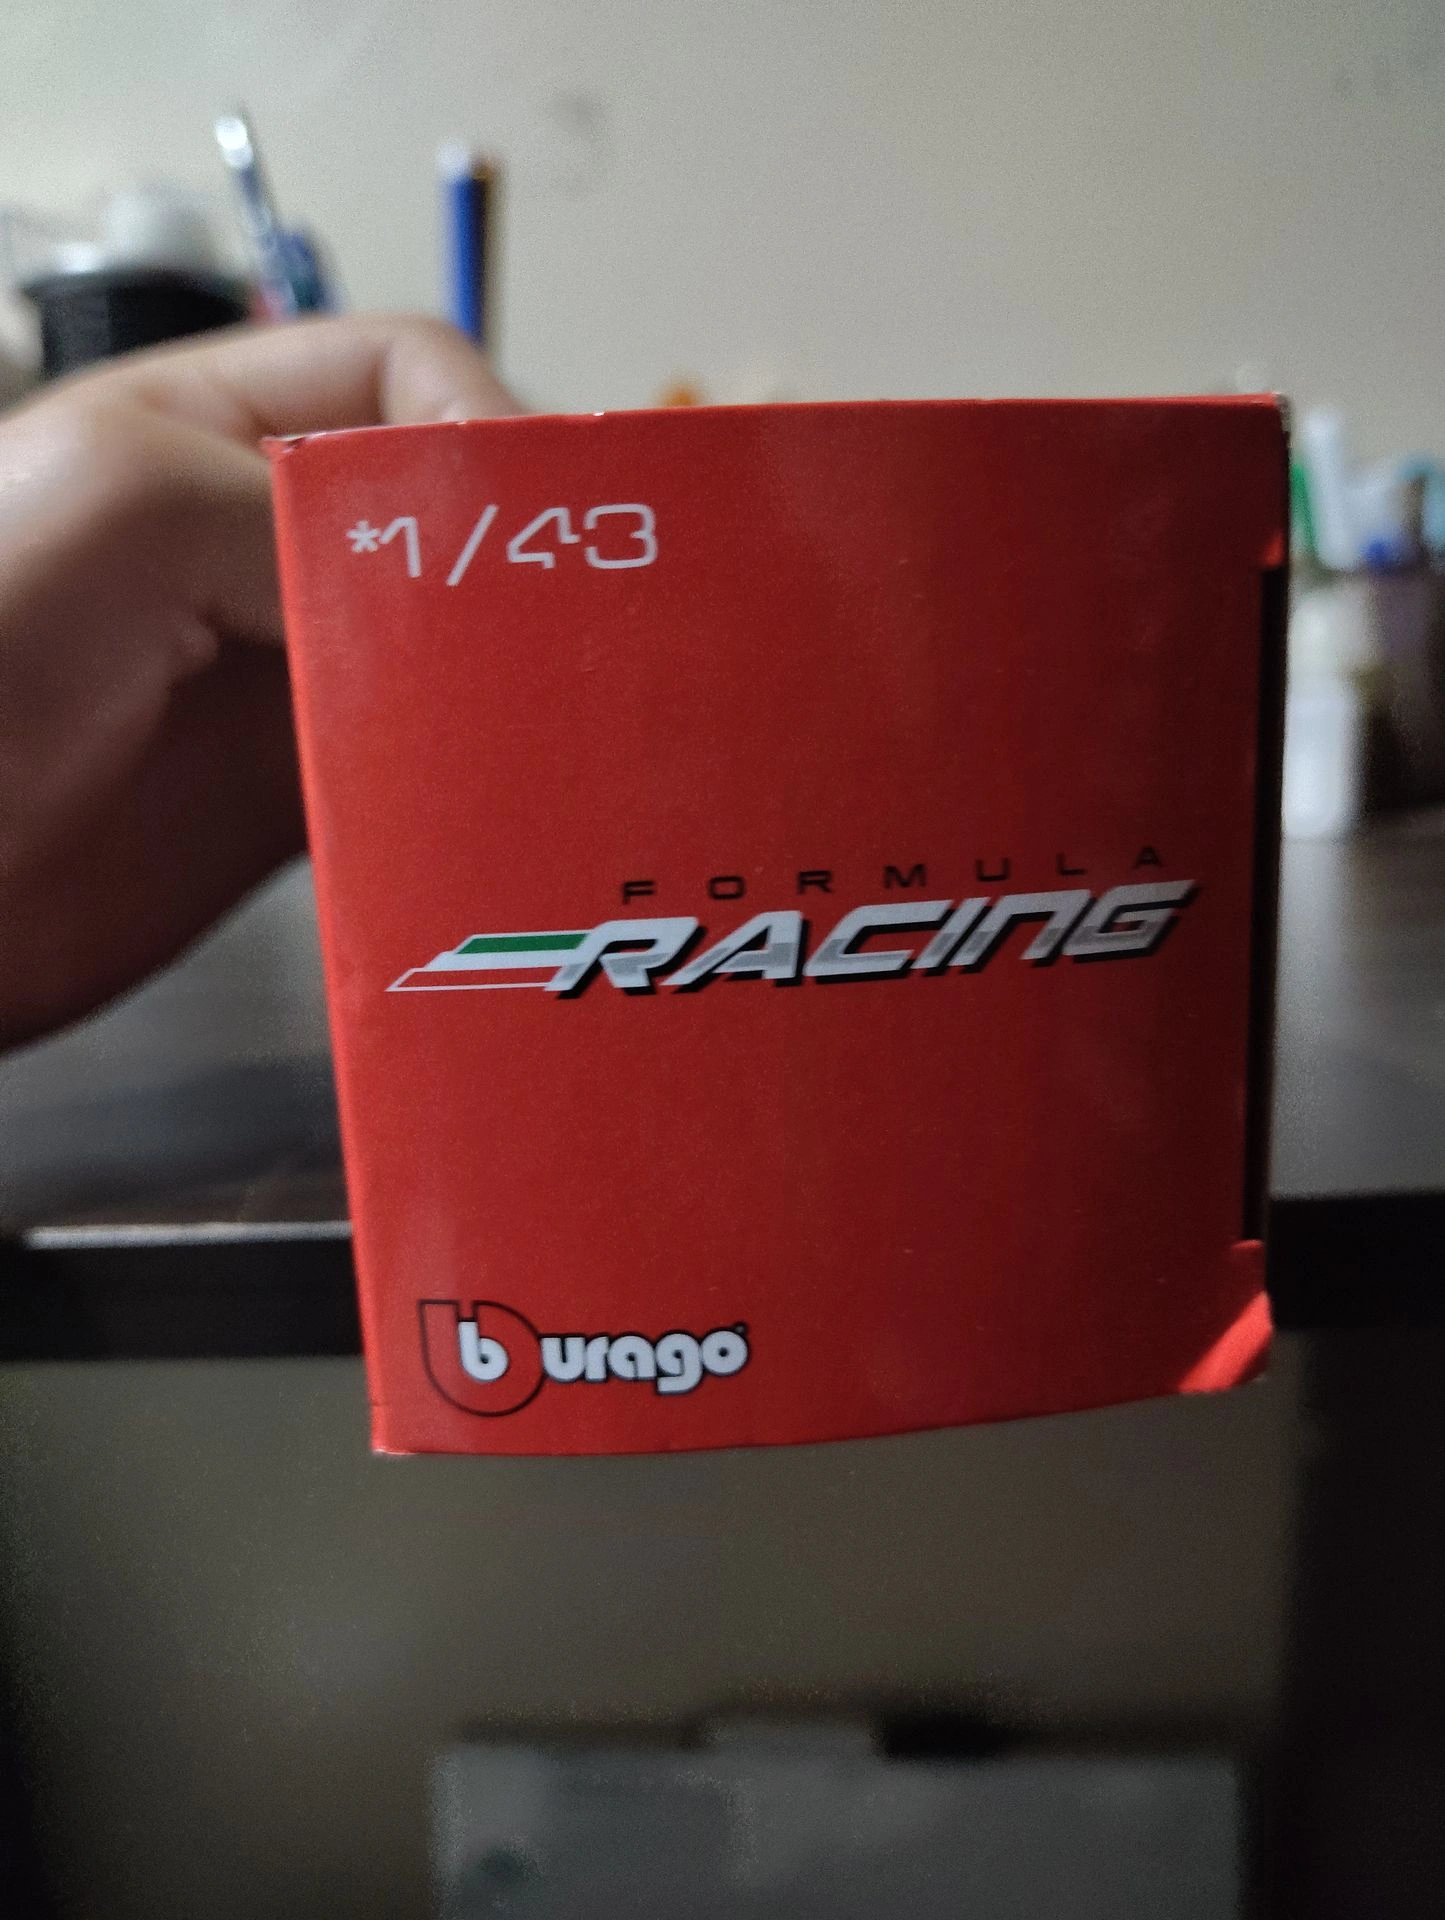 *1/43
FORMULA
RACING
burago